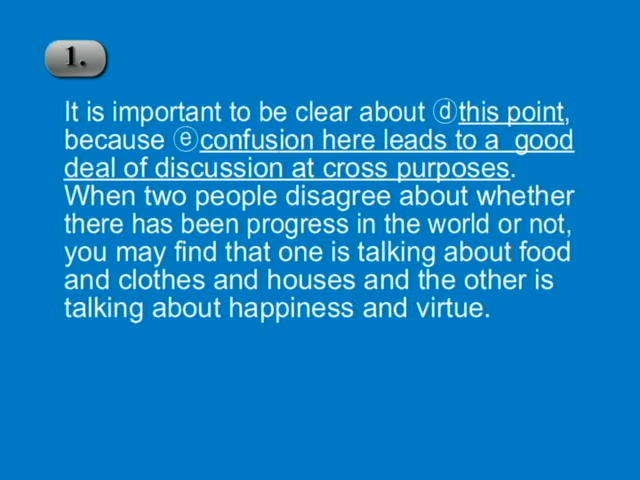 1.
It is important to be clear about ⓓthis point,
because ⓔconfusion here leads to a good
deal of discussion at cross purposes.
When two people disagree about whether
there has been progress in the world or not,
you may find that one is talking about food
and clothes and houses and the other is
talking about happiness and virtue.